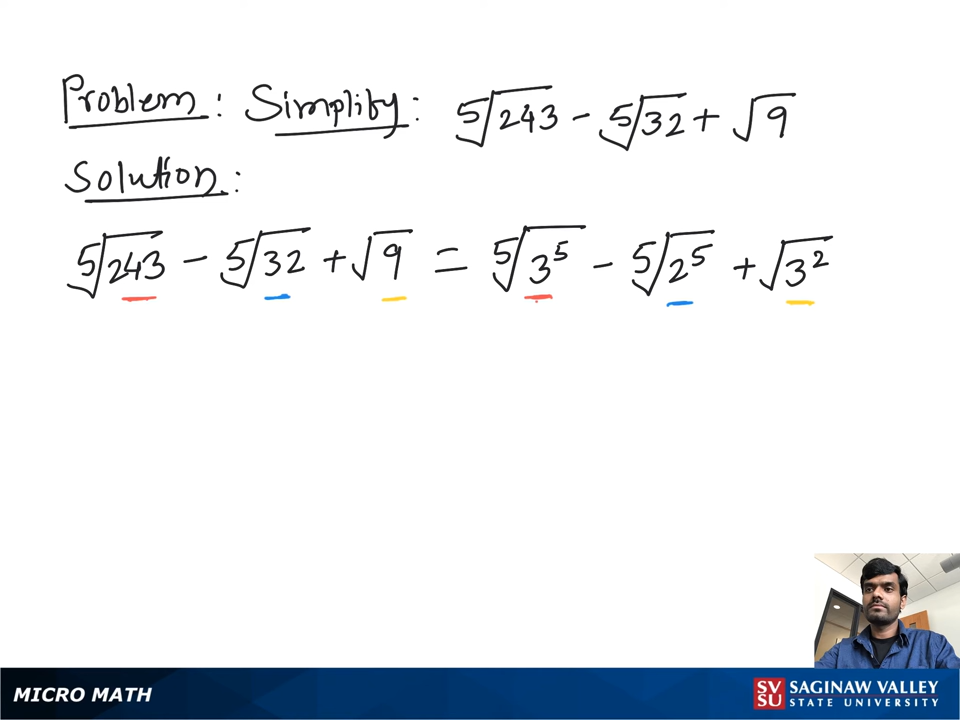 Problem: Simplify: ⁵√243 - ⁵√32 + √9
Solution:
⁵√243 - ⁵√32 + √9 = ⁵√3⁵ - ⁵√2⁵ + √3²
MICRO MATH
SV SU SAGINAW VALLEY
STATE UNIVERSITY